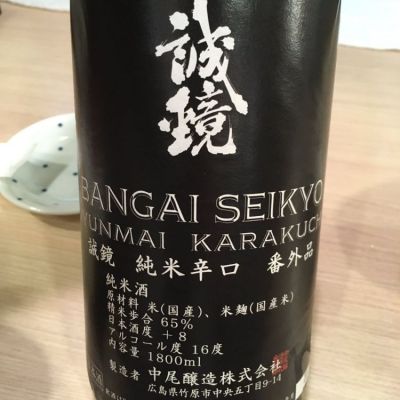 誠鏡
BANGAI SEIKYO
JUNMAI KARAKUCHI
誠鏡 純米辛口 番外品
純米酒
原材料 米(国産)、米麹(国産米)
精米歩合 65%
日本酒度 +8
アルコール度 16度
内容量 1800ml
製造者 中尾醸造株式会社
広島県竹原市中央五丁目9-14